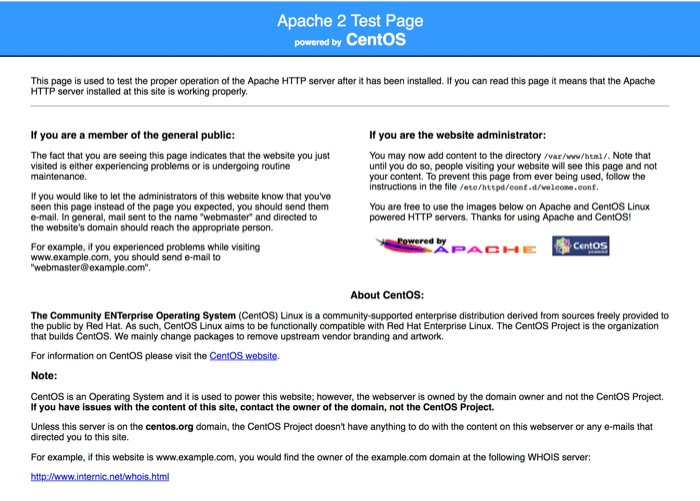 Apache 2 Test Page
powered by CentOS
This page is used to test the proper operation of the Apache HTTP server after it has been installed. If you can read this page it means that the Apache
HTTP server installed at this site is working properly.
If you are a member of the general public:
The fact that you are seeing this page indicates that the website you just
visited is either experiencing problems or is undergoing routine
maintenance.
If you would like to let the administrators of this website know that you've
seen this page instead of the page you expected, you should send them
e-mail. In general, mail sent to the name "webmaster" and directed to
the website's domain should reach the appropriate person.
For example, if you experienced problems while visiting
www.example.com, you should send e-mail to
"webmaster@example.com".
If you are the website administrator:
You may now add content to the directory /var/www/html/. Note that
until you do so, people visiting your website will see this page and not
your content. To prevent this page from ever being used, follow the
instructions in the file /etc/httpd/conf.d/welcome.conf.
You are free to use the images below on Apache and CentOS Linux
powered HTTP servers. Thanks for using Apache and CentOS!
Powered by
APACHE
CentOS
powered
About CentOS:
The Community ENTerprise Operating System (CentOS) Linux is a community-supported enterprise distribution derived from sources freely provided to
the public by Red Hat. As such, CentOS Linux aims to be functionally compatible with Red Hat Enterprise Linux. The CentOS Project is the organization
that builds CentOS. We mainly change packages to remove upstream vendor branding and artwork.
For information on CentOS please visit the CentOS website.
Note:
CentOS is an Operating System and it is used to power this website; however, the webserver is owned by the domain owner and not the CentOS Project.
If you have issues with the content of this site, contact the owner of the domain, not the CentOS Project.
Unless this server is on the centos.org domain, the CentOS Project doesn't have anything to do with the content on this webserver or any e-mails that
directed you to this site.
For example, if this website is www.example.com, you would find the owner of the example.com domain at the following WHOIS server:
http://www.internic.net/whois.html